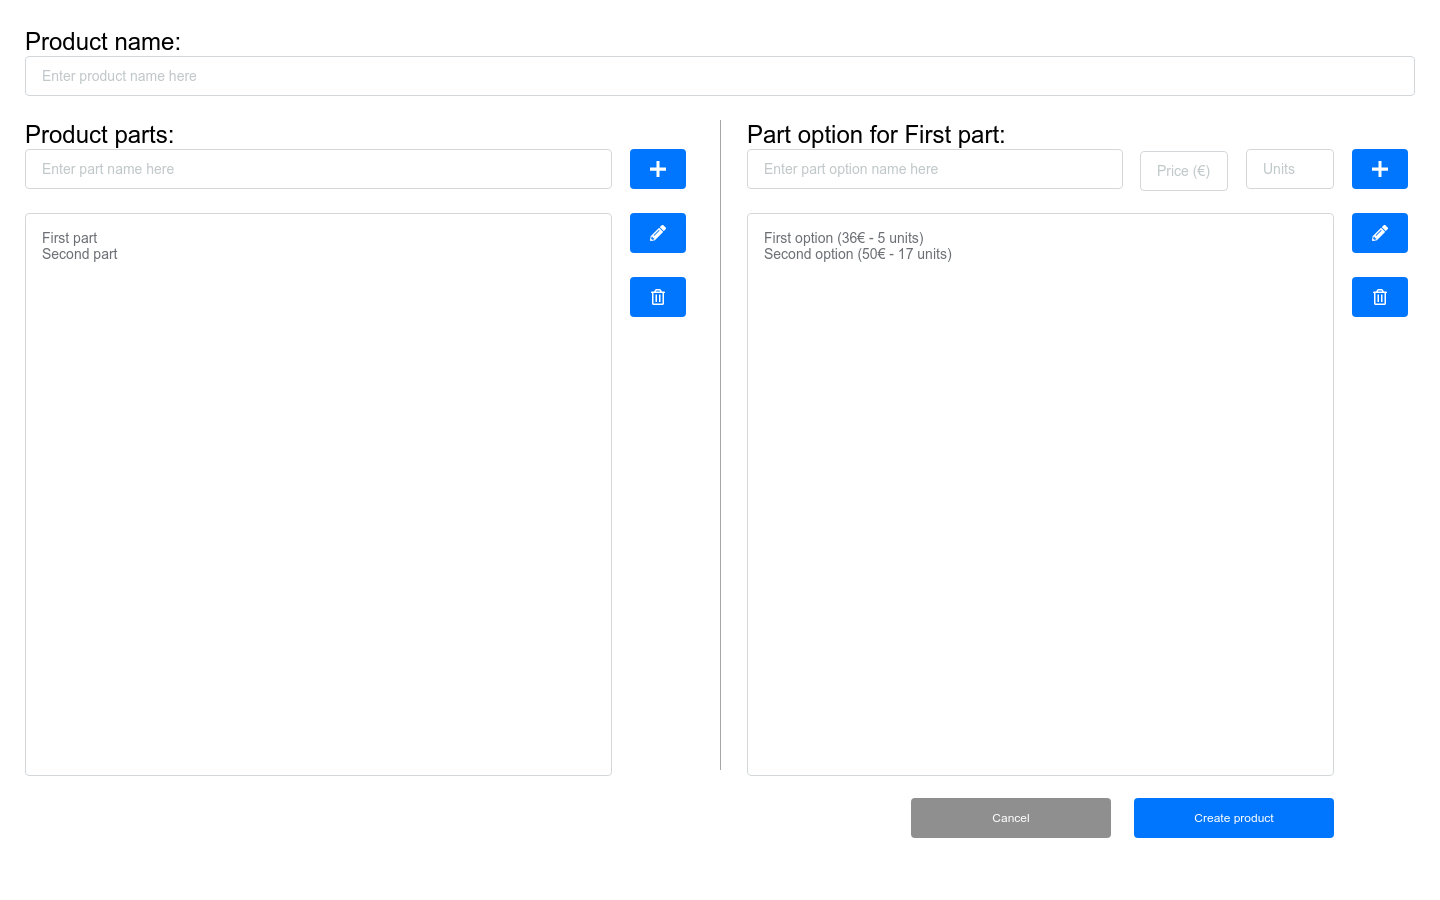 Product name:
Enter product name here
Product parts:
Enter part name here
First part
Second part
Part option for First part:
Enter part option name here
Price (€)
Units
First option (36€ - 5 units)
Second option (50€ - 17 units)
Cancel
Create product